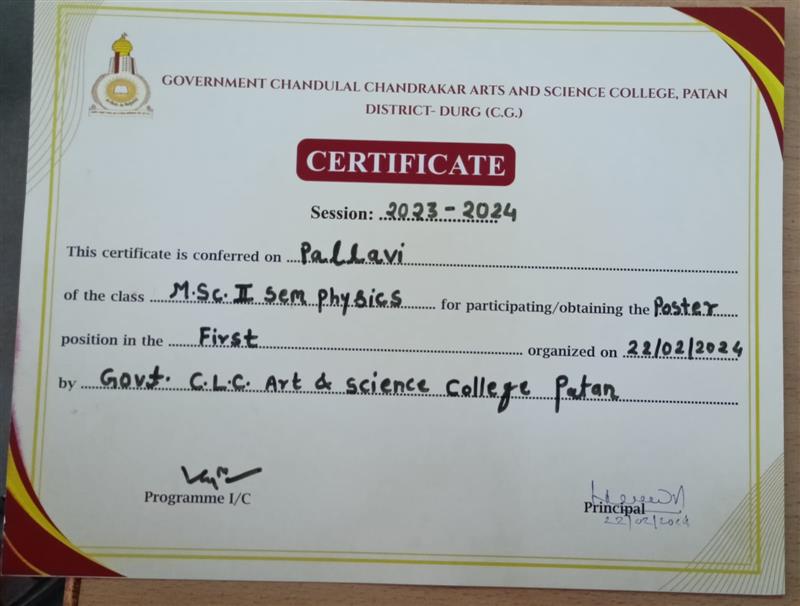 GOVERNMENT CHANDULAL CHANDRAKAR ARTS AND SCIENCE COLLEGE, PATAN
DISTRICT- DURG (C.G.)
CERTIFICATE
Session: 2023-2024
This certificate is conferred on Pallavi
of the class M.Sc. II sem physics for participating/obtaining the Poster
position in the First organized on 22/02/2024
by Govt. C.L.C. Art & science College Patan
Programme I/C
Principal
22/02/2024